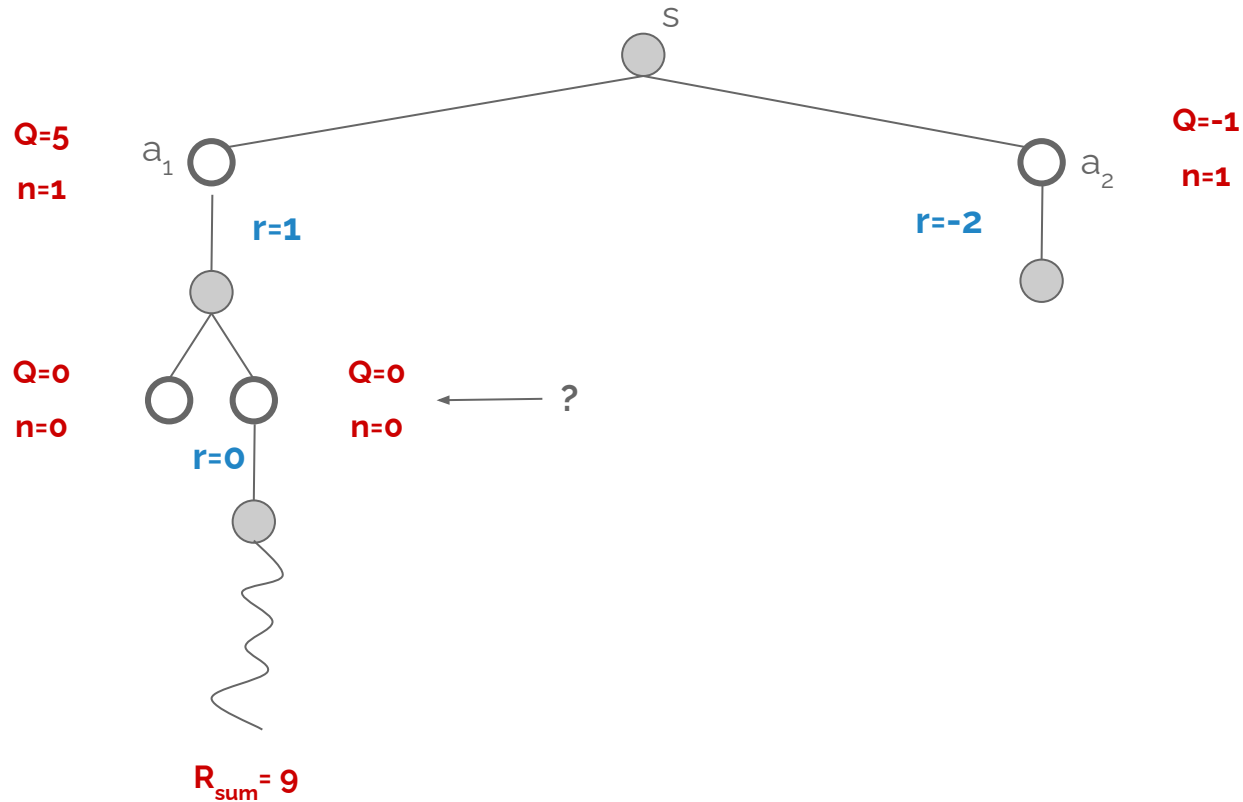 s
Q=5
n=1
a1
r=1
Q=-1
n=1
a2
r=-2
Q=0
n=0
Q=0
n=0
?
r=0
Rsum= 9